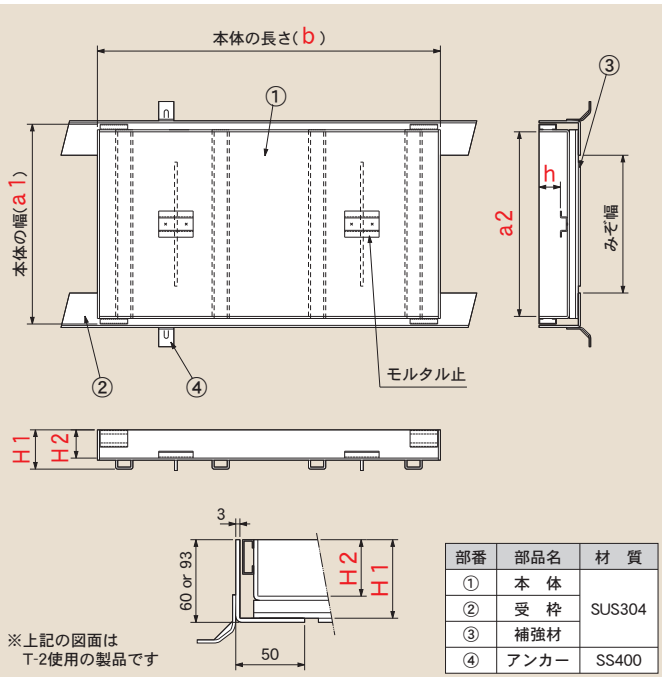 本体の長さ(b)
①
③
本体の幅(a1)
a2
h
みぞ幅
②
④
モルタル止
H1
H2
3
60 or 93
H2
H1
50
※上記の図面は
T-2使用の製品です
部番 部品名 材 質
① 本 体 SUS304
② 受 枠
③ 補強材
④ アンカー SS400